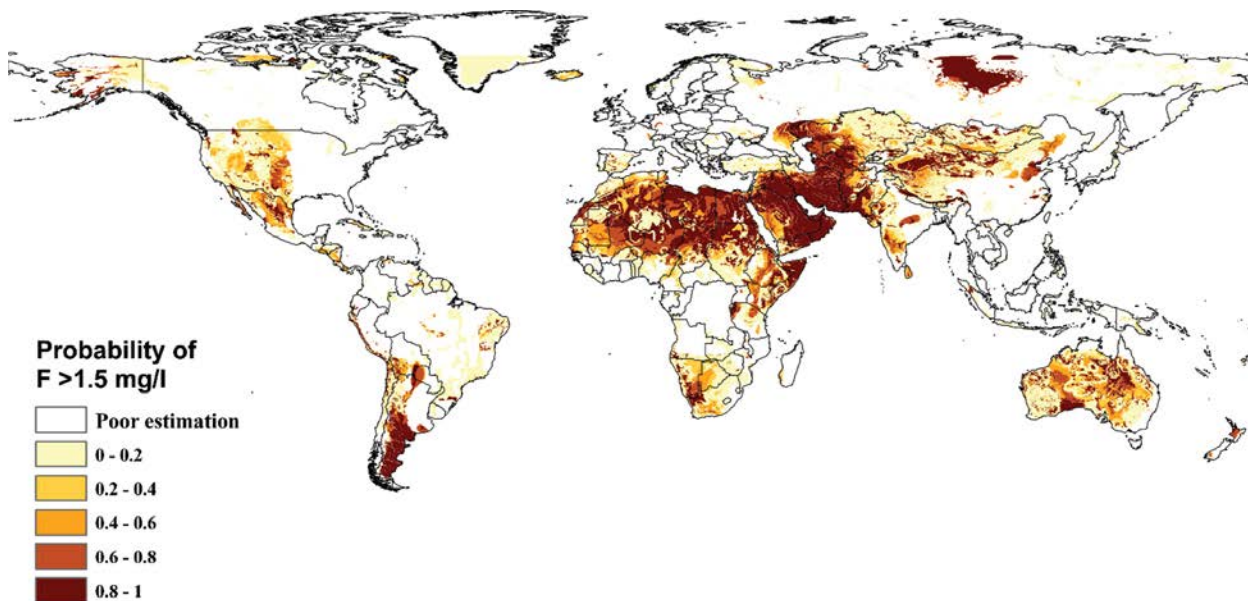 Probability of
F >1.5 mg/l
Poor estimation
0 - 0.2
0.2 - 0.4
0.4 - 0.6
0.6 - 0.8
0.8 - 1